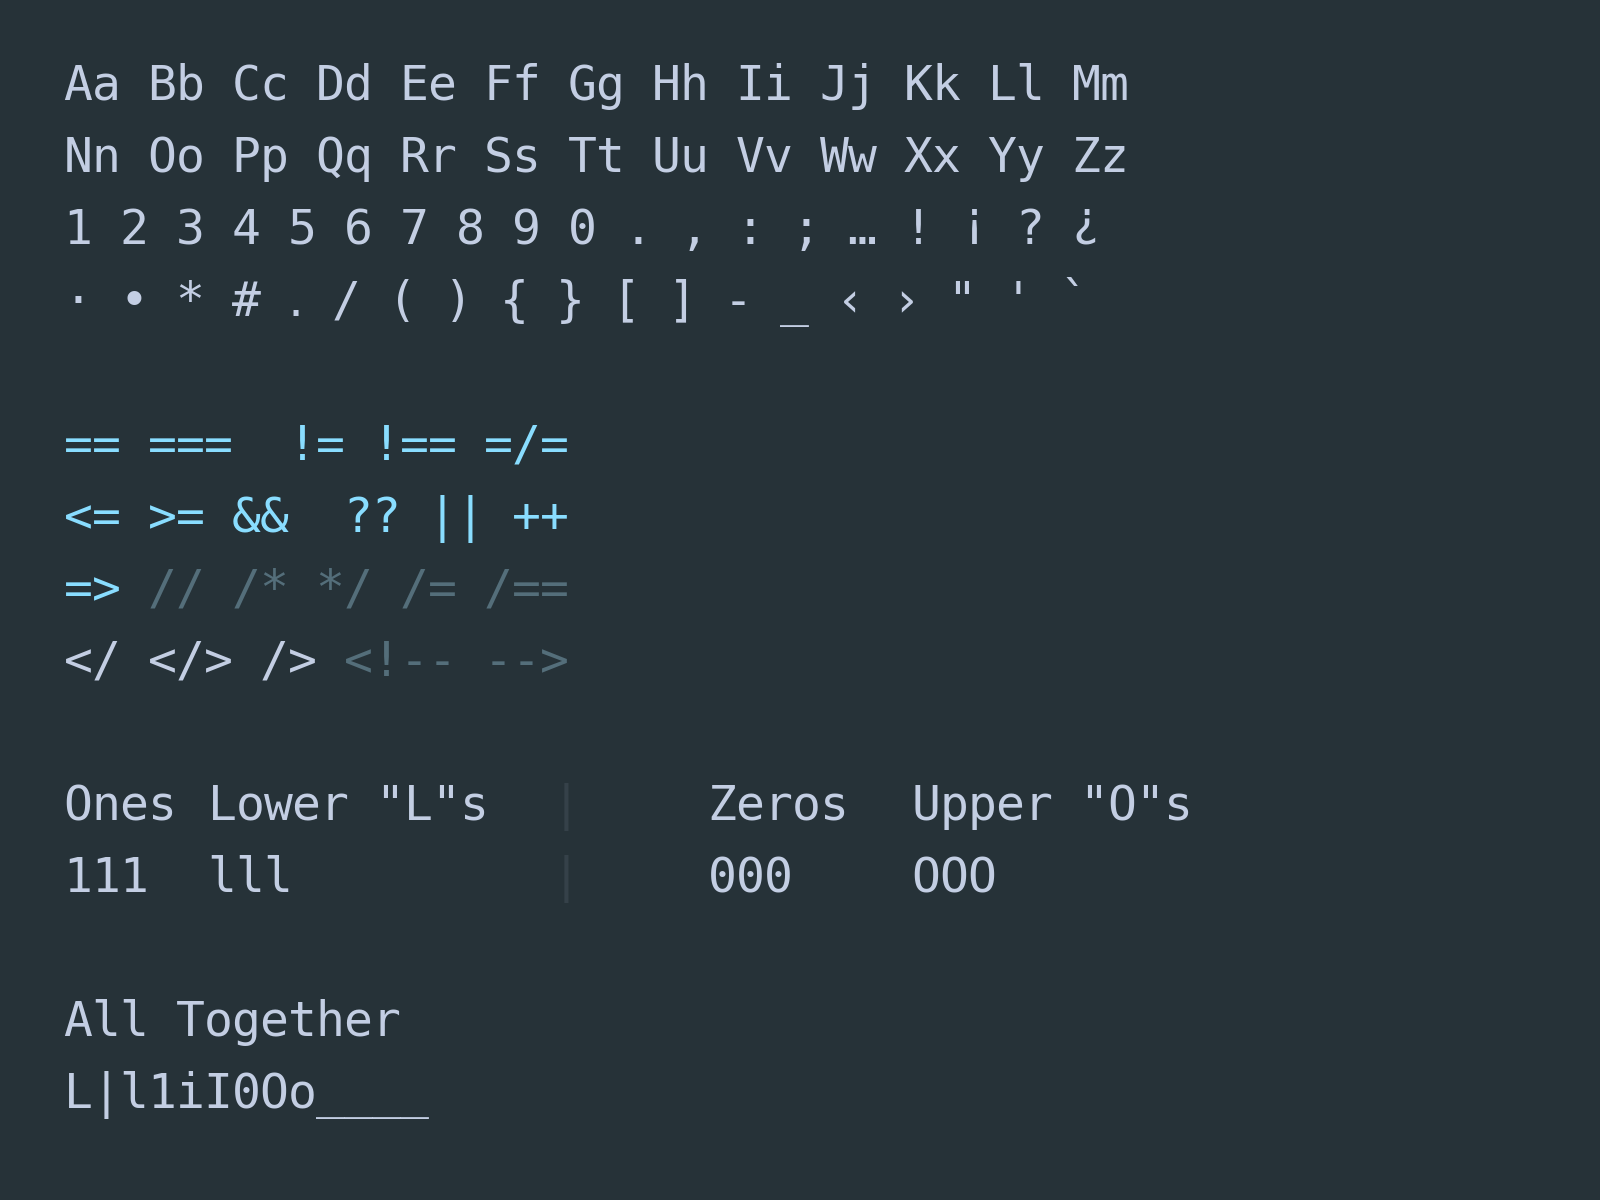 Aa Bb Cc Dd Ee Ff Gg Hh Ii Jj Kk Ll Mm
Nn Oo Pp Qq Rr Ss Tt Uu Vv Ww Xx Yy Zz
1 2 3 4 5 6 7 8 9 0 . , : ; … ! ¡ ? ¿
· • * # . / ( ) { } [ ] - _ ‹ › " ' `
== ===  != !== =/=
<= >= &&  ?? || ++
=> // /* */ /= /==
</ </> /> <!-- -->
Ones Lower "L"s | Zeros Upper "O"s
111 lll | 000 OOO
All Together
L|l1iI0Oo____